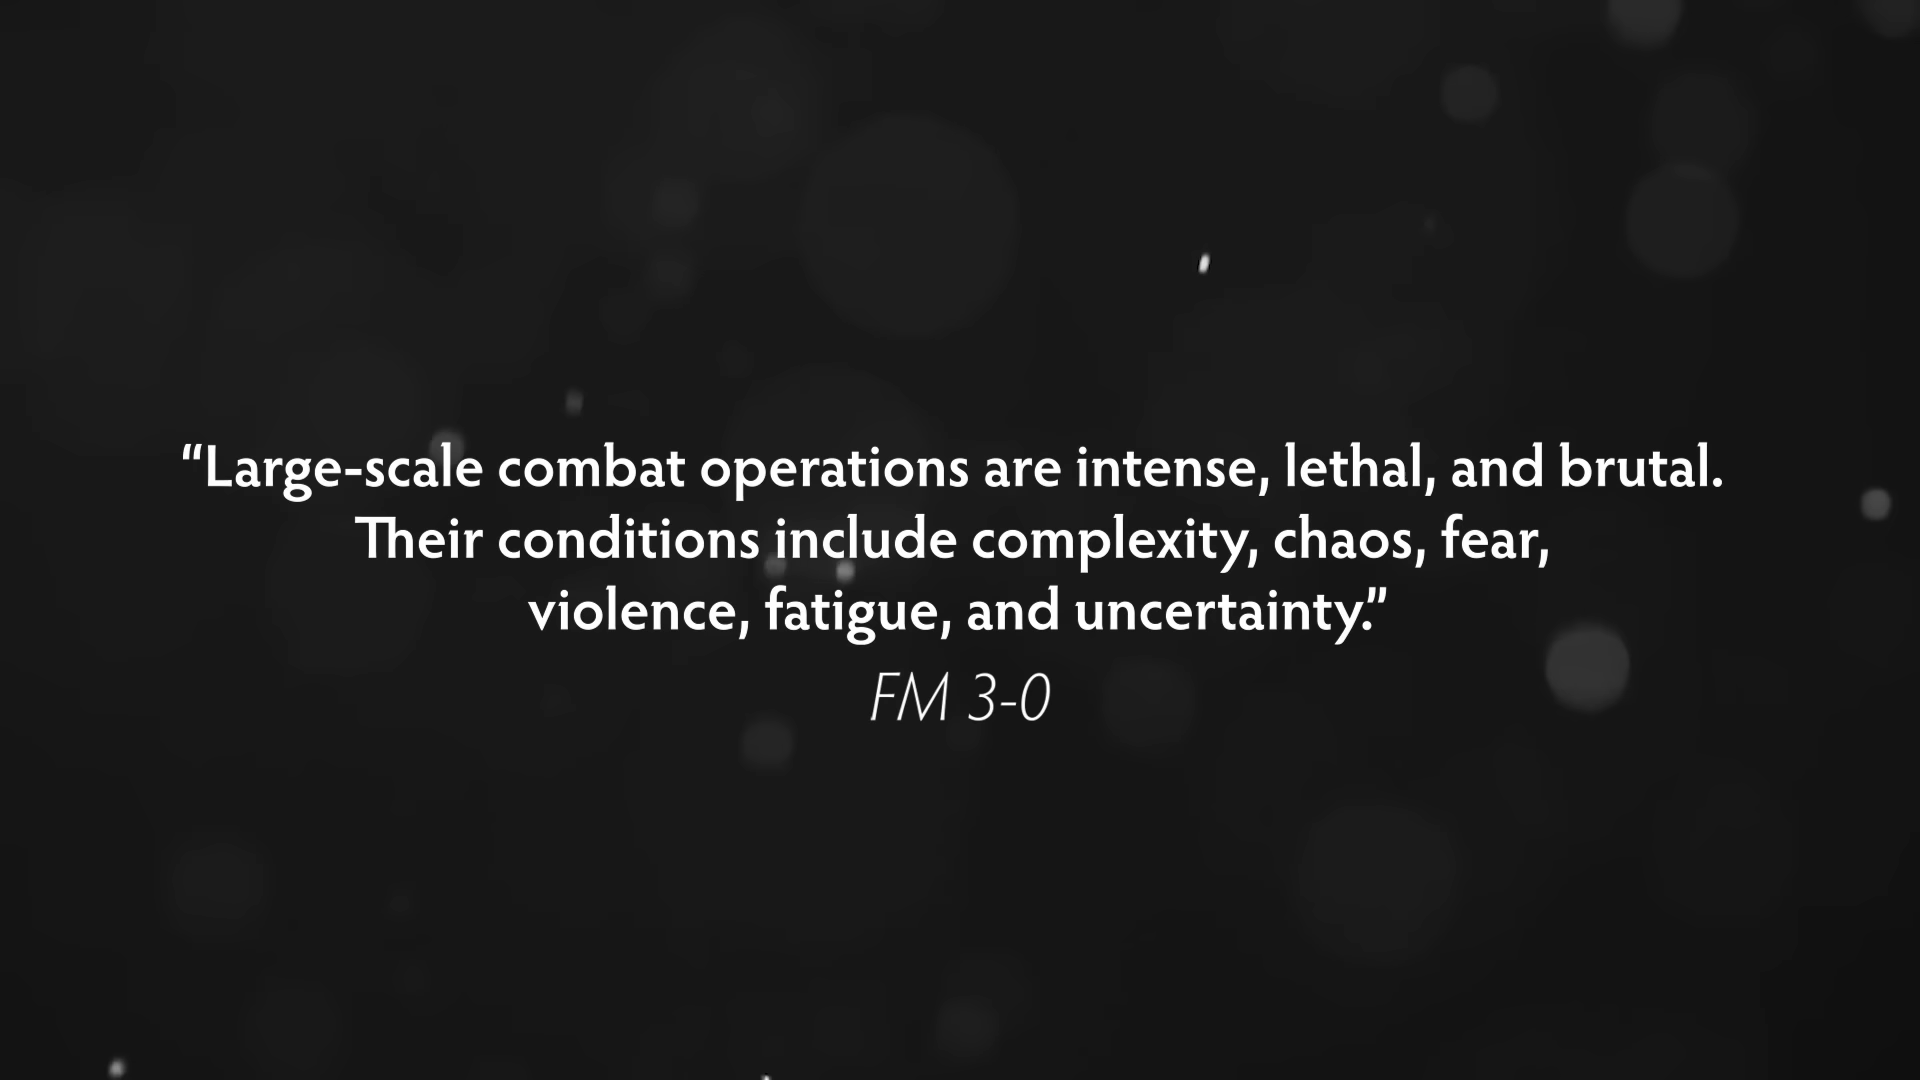 “Large-scale combat operations are intense, lethal, and brutal.
Their conditions include complexity, chaos, fear,
violence, fatigue, and uncertainty.”
FM 3-0